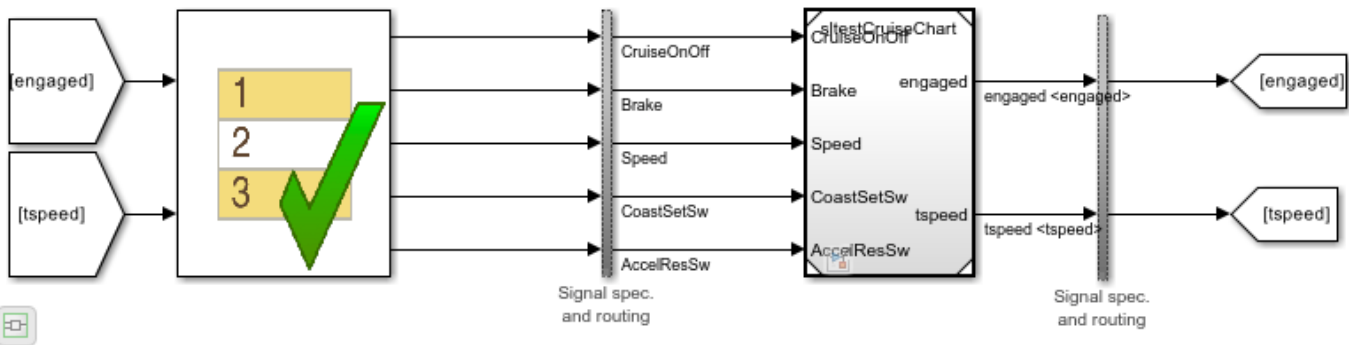 [engaged]
[tspeed]
1
2
3
CruiseOnOff
Brake
Speed
CoastSetSw
AccelResSw
Signal spec.
and routing
sltestCruiseChart
CruiseOnOff
Brake
Speed
CoastSetSw
AccelResSw
engaged
tspeed
engaged <engaged>
tspeed <tspeed>
Signal spec.
and routing
[engaged]
[tspeed]